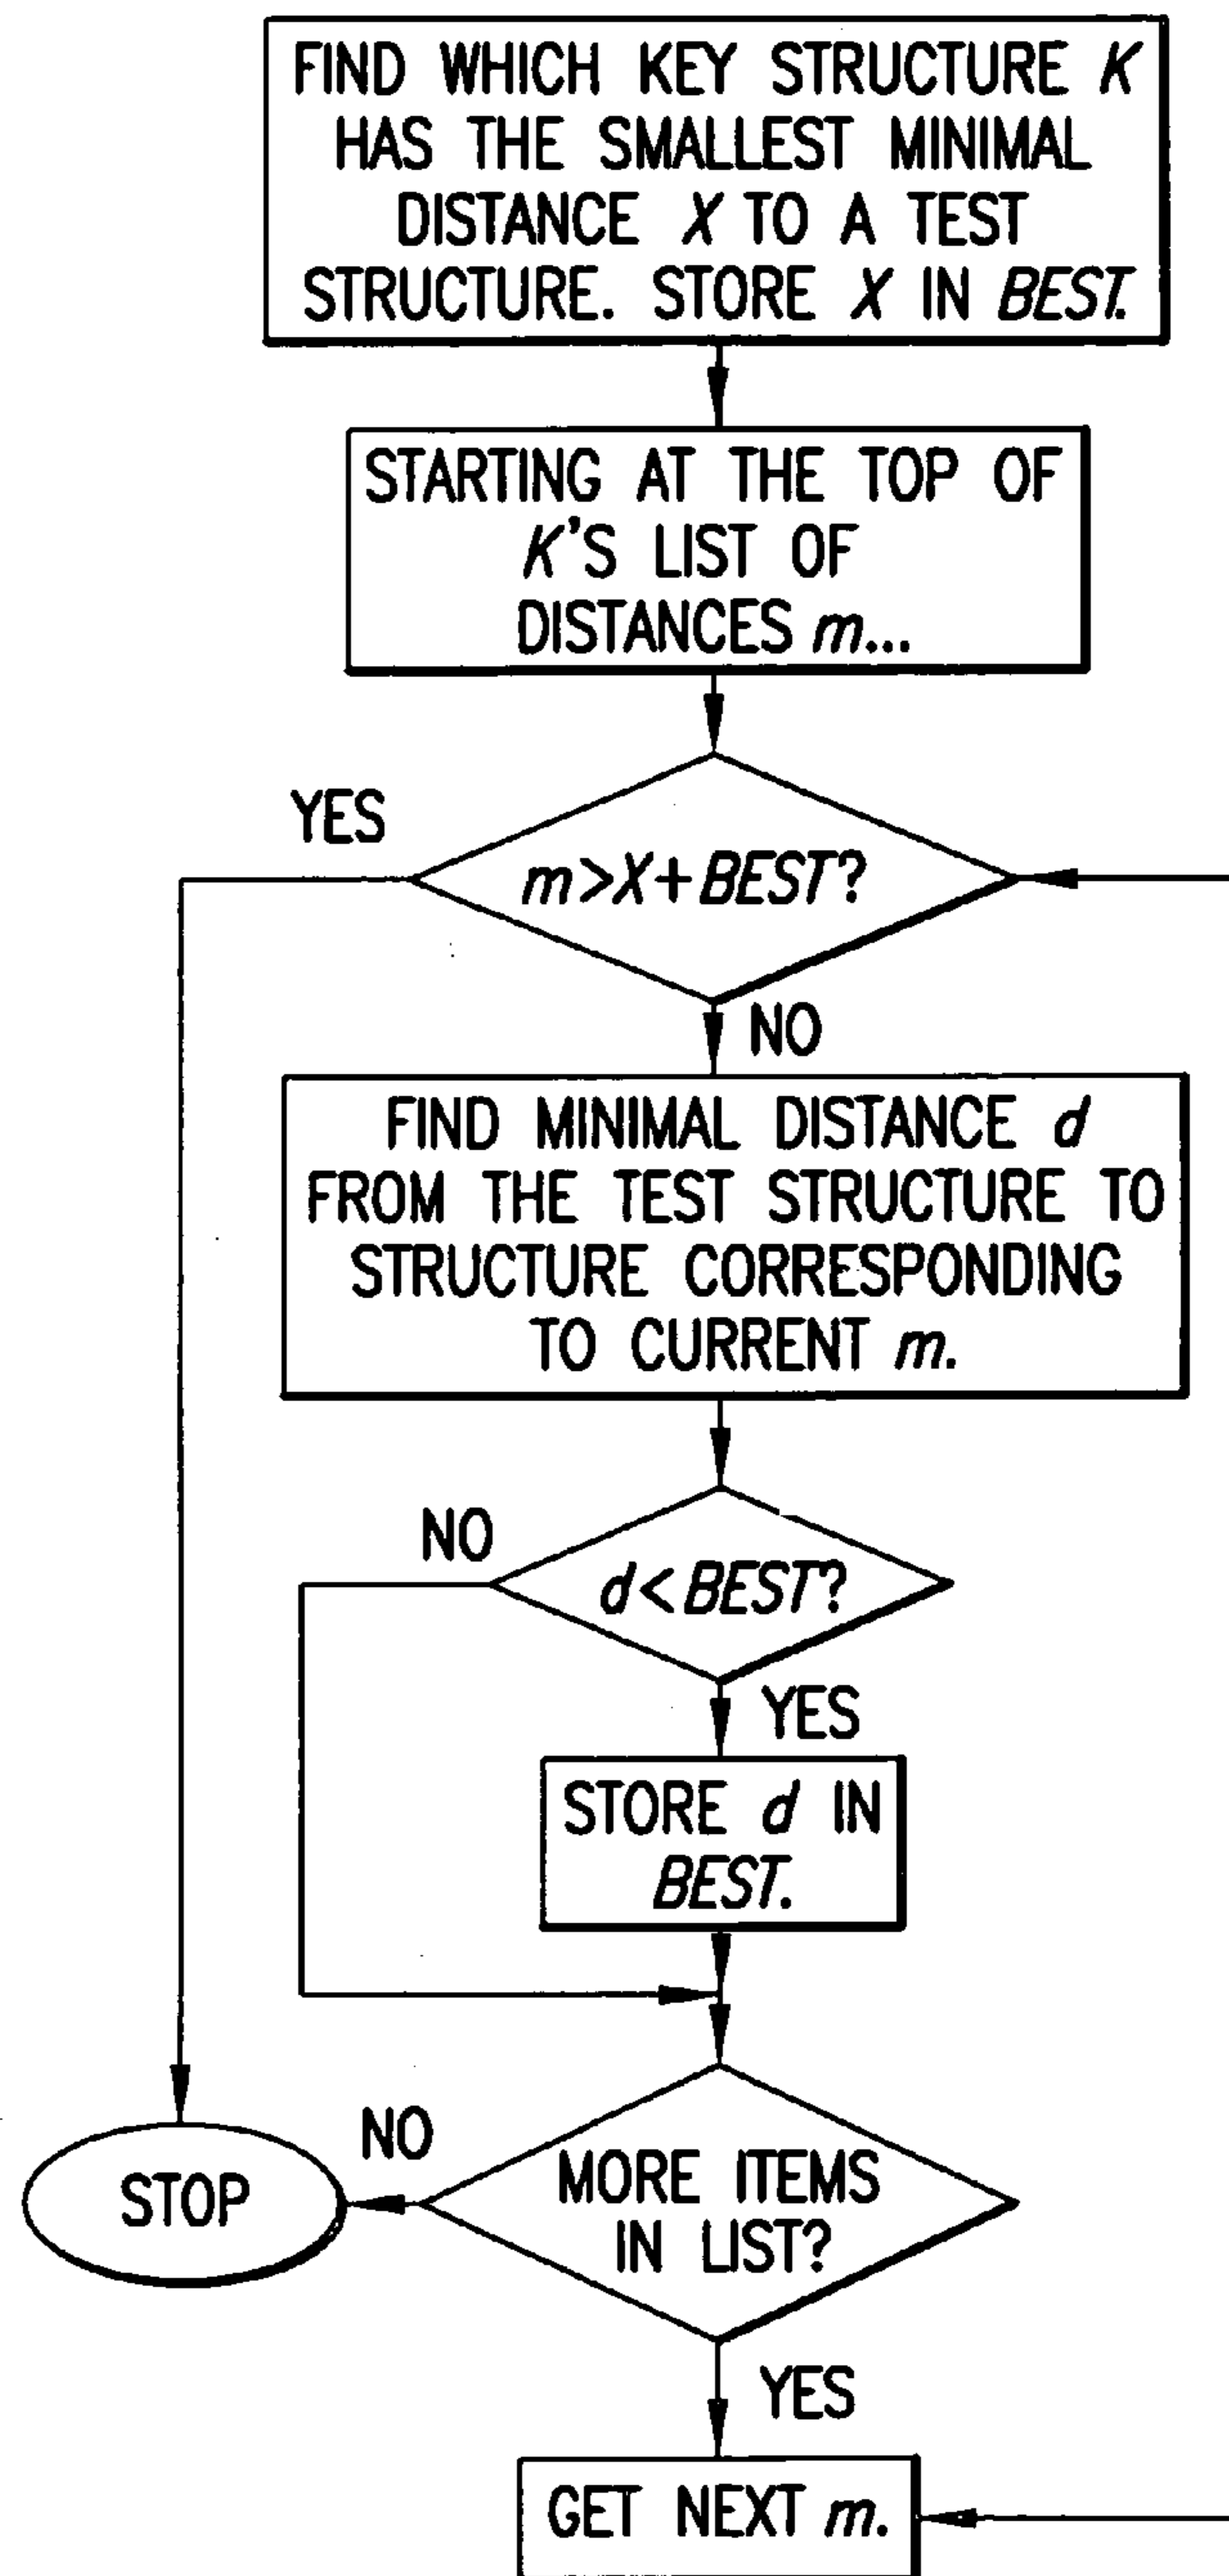 FIND WHICH KEY STRUCTURE K
HAS THE SMALLEST MINIMAL
DISTANCE X TO A TEST
STRUCTURE. STORE X IN BEST.
STARTING AT THE TOP OF
K'S LIST OF
DISTANCES m...
YES
m>X+BEST?
NO
FIND MINIMAL DISTANCE d
FROM THE TEST STRUCTURE TO
STRUCTURE CORRESPONDING
TO CURRENT m.
NO
d<BEST?
YES
STORE d IN
BEST.
NO
STOP
MORE ITEMS
IN LIST?
YES
GET NEXT m.